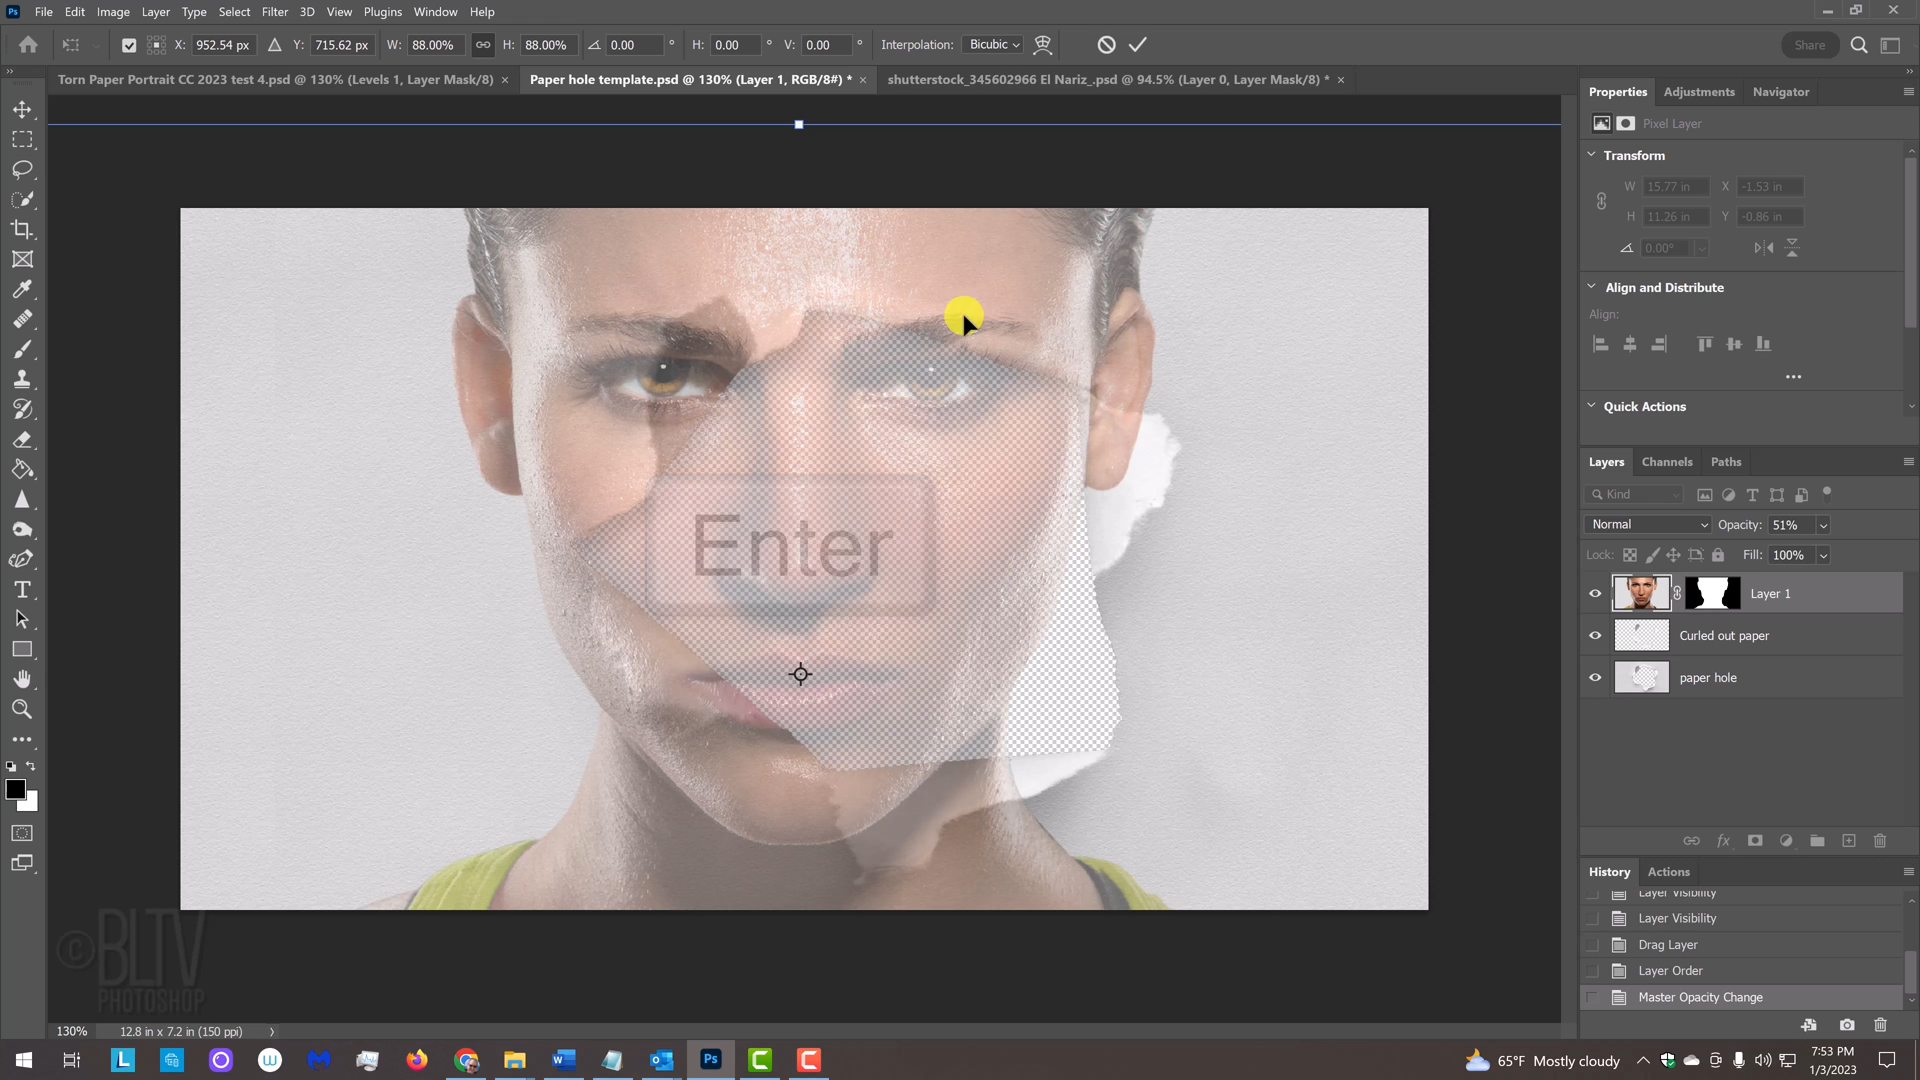 Ps File Edit Image Layer Type Select Filter 3D View Plugins Window Help
X: 952.54 px Y: 715.62 px W: 88.00% H: 88.00% 0.00 ° H: 0.00 ° V: 0.00 ° Interpolation: Bicubic Share
Torn Paper Portrait CC 2023 test 4.psd @ 130% (Levels 1, Layer Mask/8) × Paper hole template.psd @ 130% (Layer 1, RGB/8#) * × shutterstock_345602966 El Nariz_.psd @ 94.5% (Layer 0, Layer Mask/8) * ×
Properties Adjustments Navigator
Pixel Layer
Transform
W 15.77 in X -1.53 in
H 11.26 in Y -0.86 in
0.00°
Align and Distribute
Align:
Quick Actions
Layers Channels Paths
Kind
Normal Opacity: 51%
Lock: Fill: 100%
Layer 1
Curled out paper
paper hole
Enter
History Actions
Layer Visibility
Layer Visibility
Drag Layer
Layer Order
Master Opacity Change
© BLTV
PHOTOSHOP
130% 12.8 in x 7.2 in (150 ppi)
65°F Mostly cloudy
7:53 PM
1/3/2023